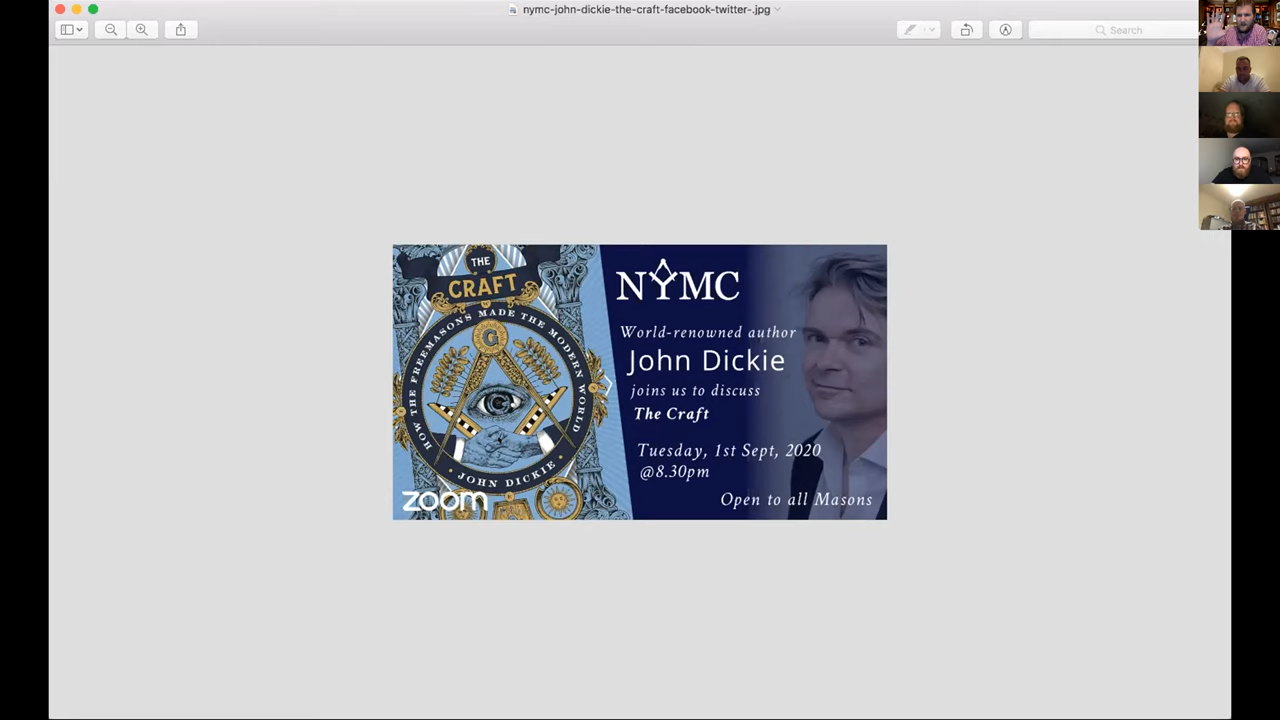 nymc-john-dickie-the-craft-facebook-twitter-.jpg
Search
THE
CRAFT
HOW THE FREEMASONS MADE THE MODERN WORLD
G
JOHN DICKIE
zoom
NYMC
World-renowned author
John Dickie
joins us to discuss
The Craft
Tuesday, 1st Sept, 2020
@8.30pm
Open to all Masons